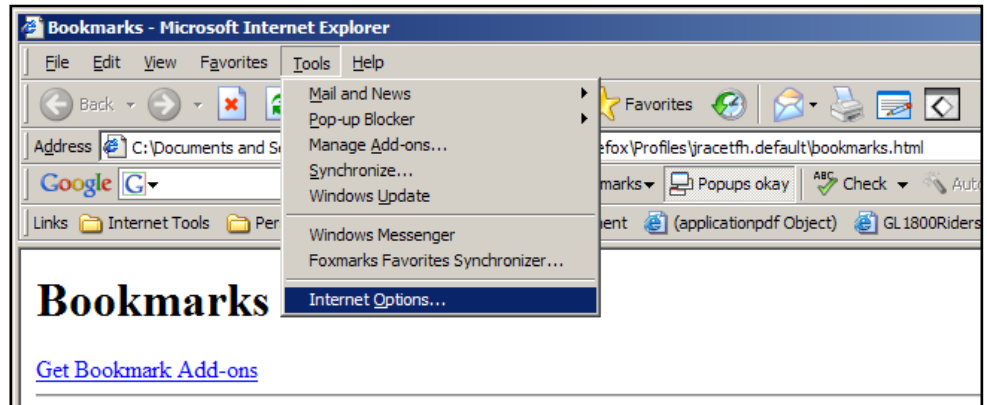 Bookmarks - Microsoft Internet Explorer
File Edit View Favorites Tools Help
Back Favorites
Mail and News
Pop-up Blocker
Manage Add-ons...
Synchronize...
Windows Update
Windows Messenger
Foxmarks Favorites Synchronizer...
Internet Options...
Address C:\Documents and efox\Profiles\jracetfh.default\bookmarks.html
Google G marks Popups okay ABC Check
Links Internet Tools (applicationpdf Object) GL1800Riders
Bookmarks
Get Bookmark Add-ons